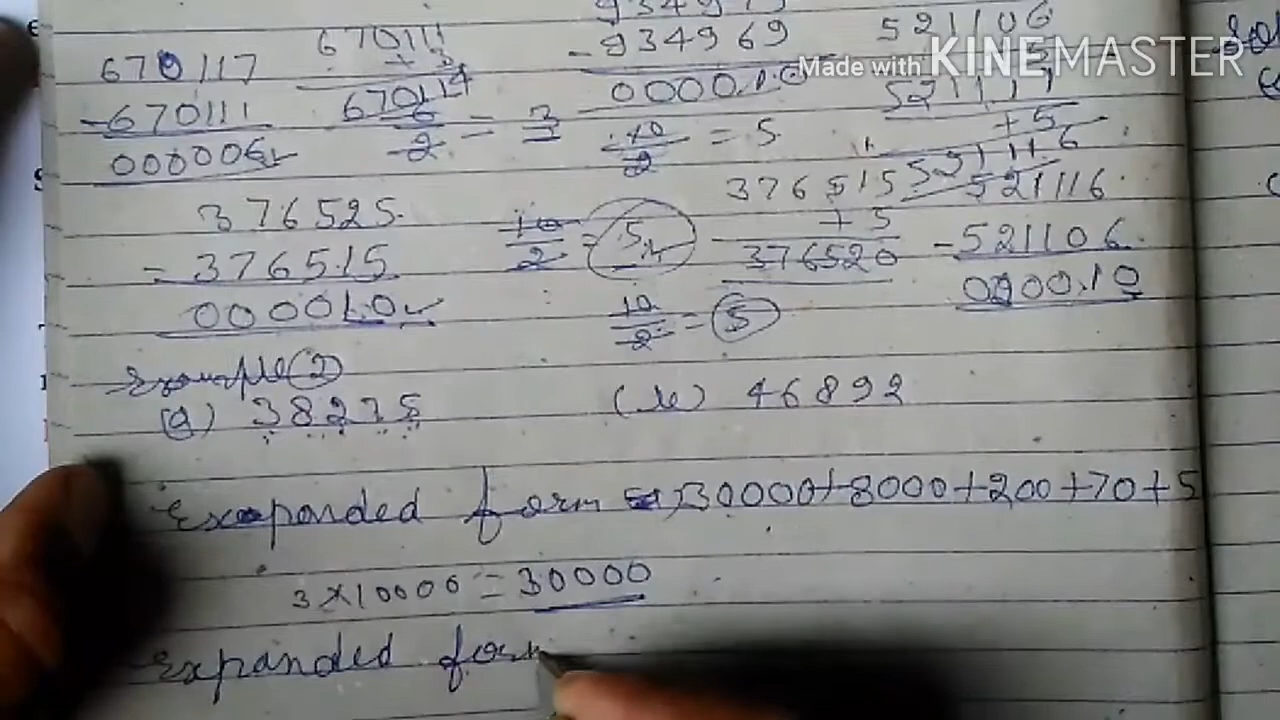 670117
-670111
000006
670111
+3
670114
6
2 = 3
-934969
000010
10
2 = 5
521106
5
521111
+5
521116
Made with KINEMASTER
376525
-376515
000010
10
2 = 5
376515
+5
376520
10
2 = 5
521116
-521106
000010
Example (2)
(a) 38275
(b) 46892
Expanded form 30000+8000+200+70+5
3×10000=30000
Expanded form